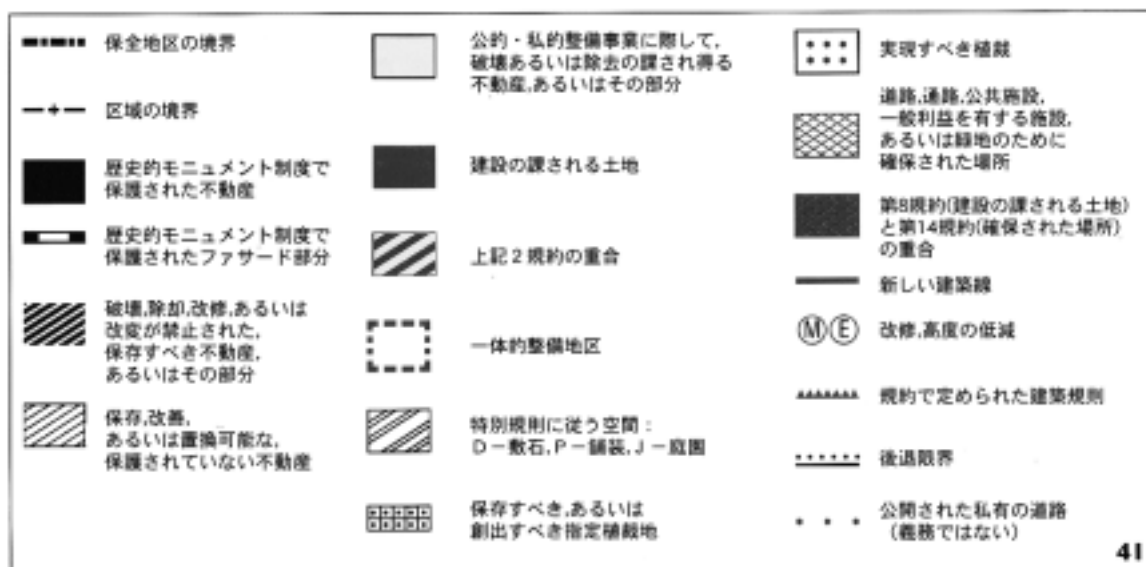 保全地区の境界
区域の境界
歴史的モニュメント制度で
保護された不動産
歴史的モニュメント制度で
保護されたファサード部分
破壊,除却,改修,あるいは
改変が禁止された,
保存すべき不動産,
あるいはその部分
保存,改善,
あるいは置換可能な,
保護されていない不動産
公的・私的整備事業に際して,
破壊あるいは除去の課され得る
不動産,あるいはその部分
建設の課される土地
上記2規約の重合
一体的整備地区
特別規則に従う空間：
D－敷石,P－舗装,J－庭園
保存すべき,あるいは
創出すべき指定植栽地
実現すべき植栽
道路,通路,公共施設,
一般利益を有する施設,
あるいは緑地のために
確保された場所
第8規約(建設の課される土地)
と第14規約(確保された場所)
の重合
新しい建築線
ⓂⒺ 改修,高度の低減
規約で定められた建築規則
後退限界
公開された私有の道路
（義務ではない）
41